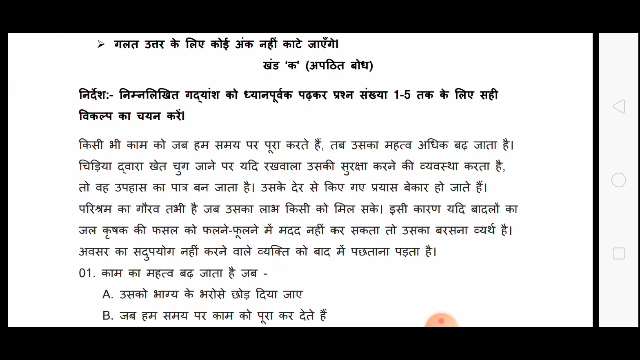 ➢ गलत उत्तर के लिए कोई अंक नहीं काटे जाएँगे।
खंड ‘क’ (अपठित बोध)
निर्देश:- निम्नलिखित गद्यांश को ध्यानपूर्वक पढ़कर प्रश्न संख्या 1-5 तक के लिए सही
विकल्प का चयन करें।
किसी भी काम को जब हम समय पर पूरा करते हैं, तब उसका महत्व अधिक बढ़ जाता है।
चिड़िया द्वारा खेत चुग जाने पर यदि रखवाला उसकी सुरक्षा करने की व्यवस्था करता है,
तो वह उपहास का पात्र बन जाता है। उसके देर से किए गए प्रयास बेकार हो जाते हैं।
परिश्रम का गौरव तभी है जब उसका लाभ किसी को मिल सके। इसी कारण यदि बादलों का
जल कृषक की फसल को फलने-फूलने में मदद नहीं कर सकता तो उसका बरसना व्यर्थ है।
अवसर का सदुपयोग नहीं करने वाले व्यक्ति को बाद में पछताना पड़ता है।
01. काम का महत्व बढ़ जाता है जब -
A. उसको भाग्य के भरोसे छोड़ दिया जाए
B. जब हम समय पर काम को पूरा कर देते हैं